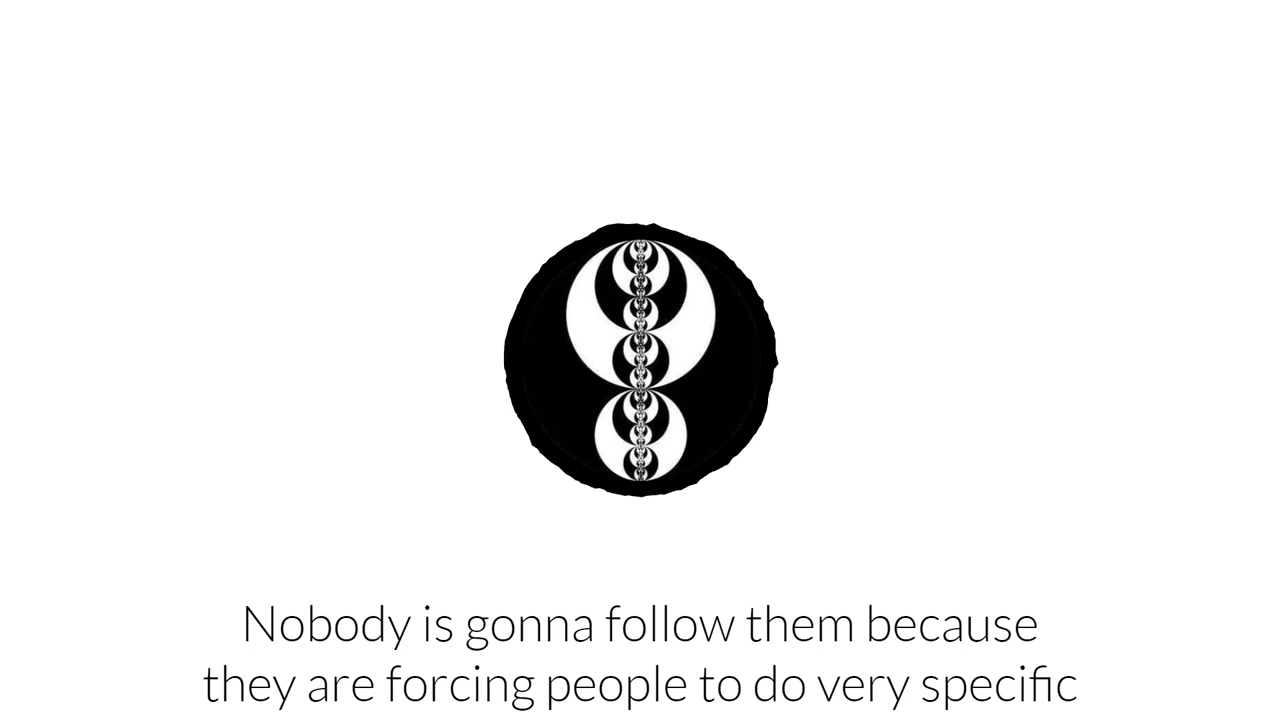 Nobody is gonna follow them because
they are forcing people to do very specific